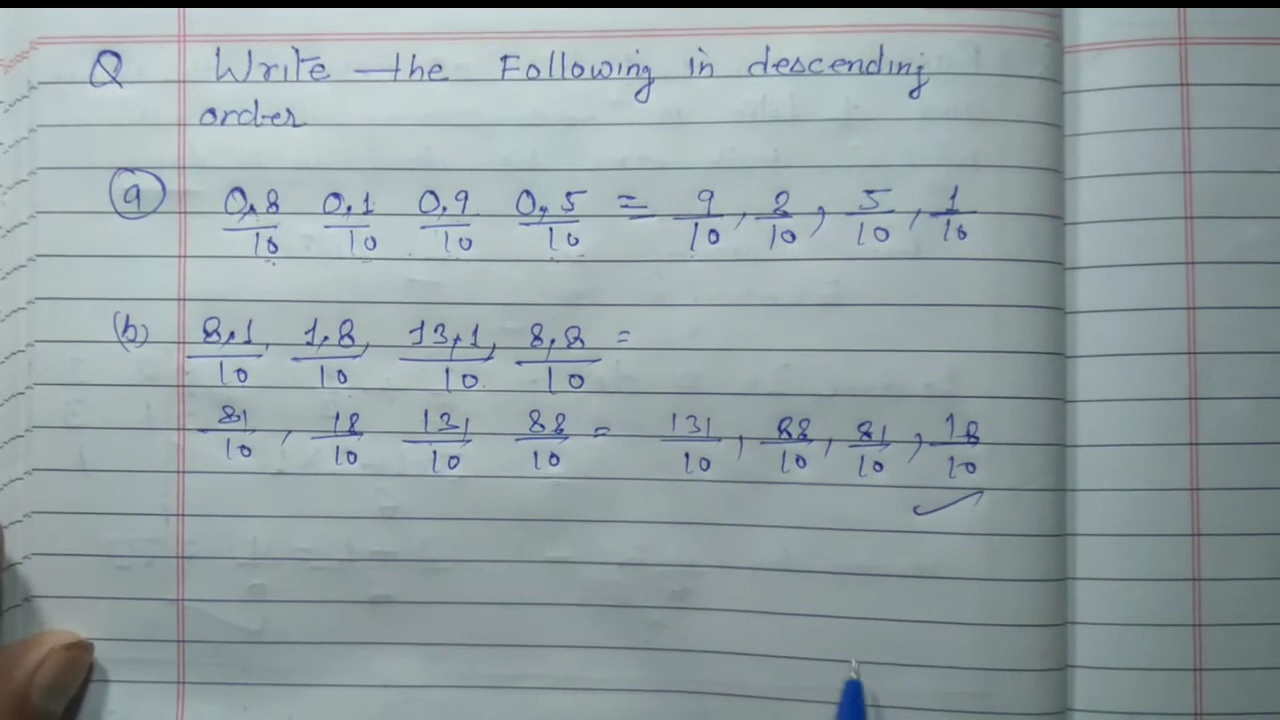 Q Write the Following in descending
order
(a) 0.8/10 0.1/10 0.9/10 0.5/10 = 9/10, 8/10, 5/10, 1/10
(b) 8.1/10, 1.8/10, 13.1/10, 8.8/10 =
81/10, 18/10 131/10 88/10 = 131/10, 88/10, 81/10, 18/10